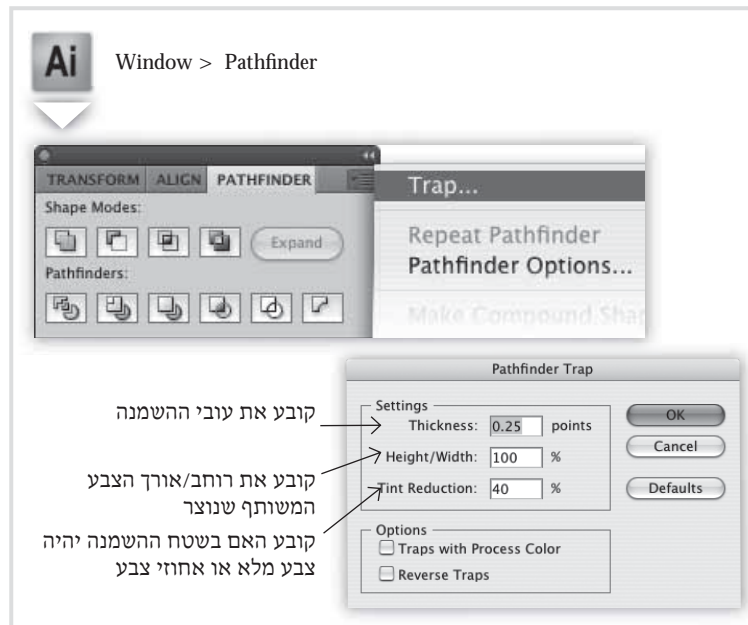 Ai
Window > Pathfinder
TRANSFORM ALIGN PATHFINDER
Shape Modes:
Expand
Pathfinders:
Trap...
Repeat Pathfinder
Pathfinder Options...
Make Compound Shap
Pathfinder Trap
Settings
Thickness: 0.25 points
Height/Width: 100 %
Tint Reduction: 40 %
OK
Cancel
Defaults
Options
Traps with Process Color
Reverse Traps
קובע את עובי ההשמנה
קובע את רוחב/אורך הצבע
המשותף שנוצר
קובע האם בשטח ההשמנה יהיה
צבע מלא או אחוזי צבע